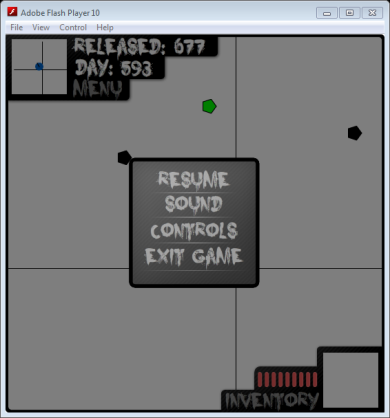 Adobe Flash Player 10
File View Control Help
RELEASED: 677
DAY: 593
MENU
RESUME
SOUND
CONTROLS
EXIT GAME
INVENTORY